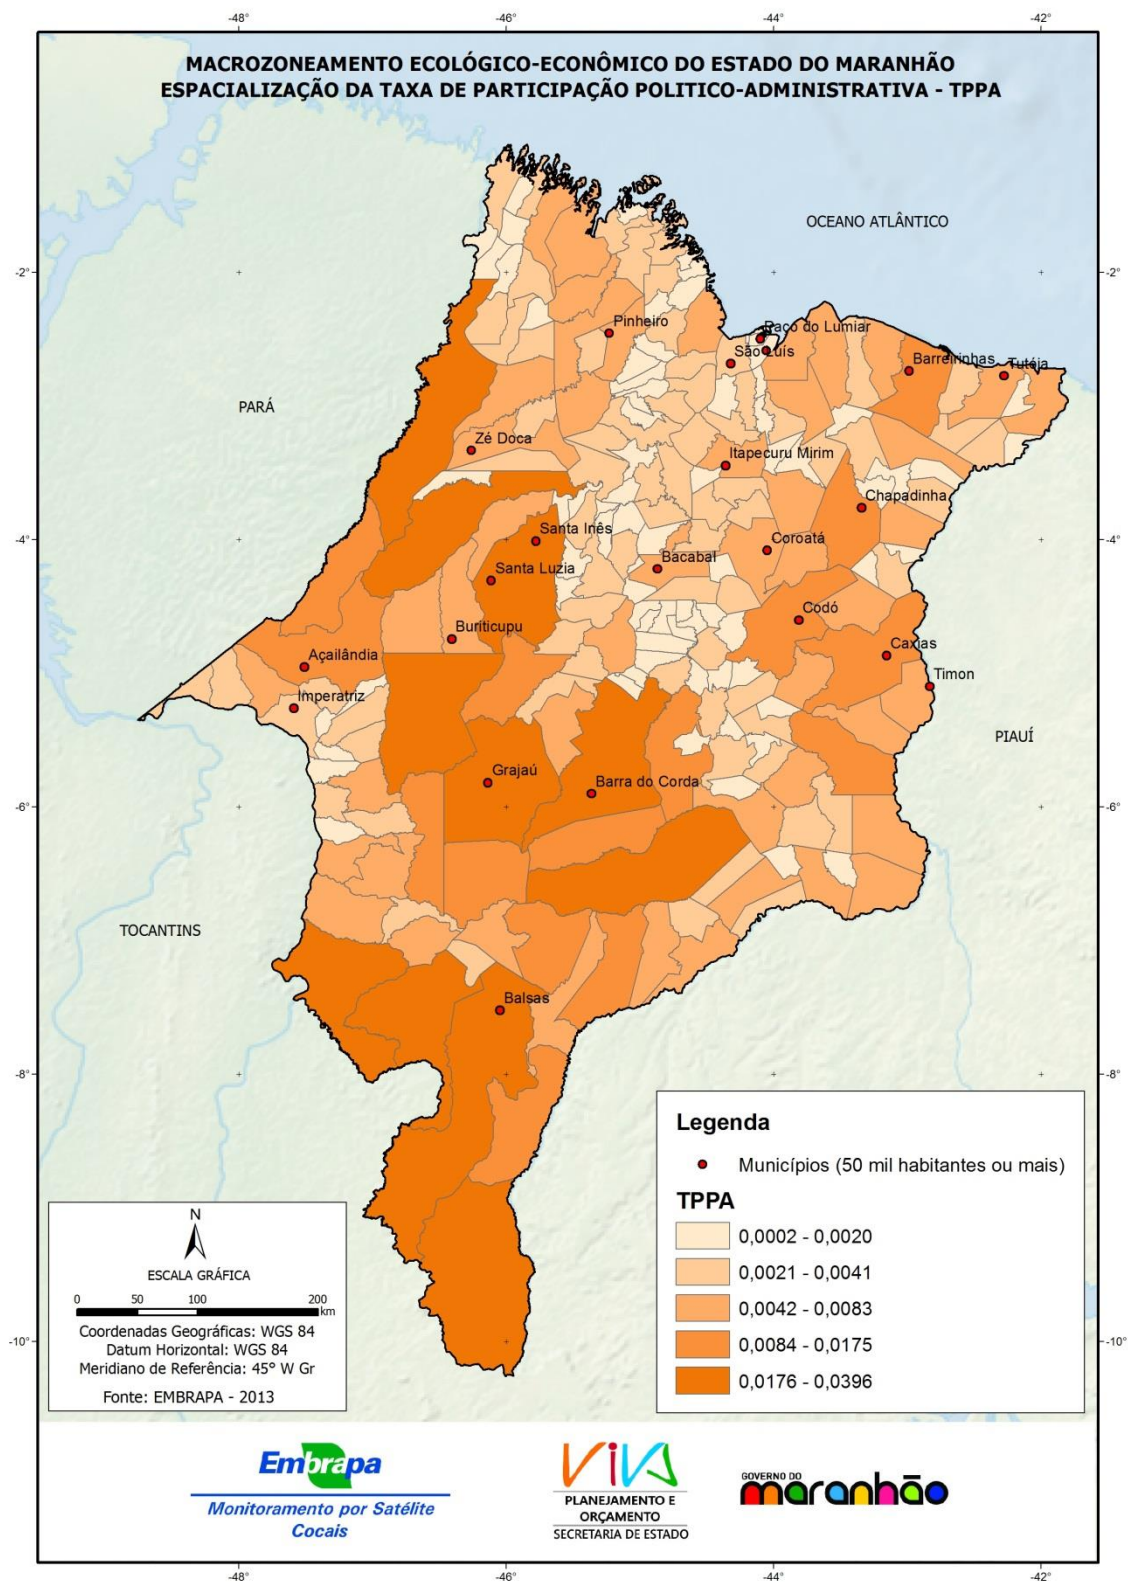 -48°
-46°
-44°
-42°
MACROZONEAMENTO ECOLÓGICO-ECONÔMICO DO ESTADO DO MARANHÃO
ESPACIALIZAÇÃO DA TAXA DE PARTICIPAÇÃO POLITICO-ADMINISTRATIVA - TPPA
OCEANO ATLÂNTICO
-2°
-2°
Pinheiro
Paço do Lumiar
São Luís
Barreirinhas
Tutóia
PARÁ
Zé Doca
Itapecuru Mirim
Chapadinha
Santa Inês
Coroatá
-4°
-4°
Bacabal
Santa Luzia
Codó
Buriticupu
Caxias
Açailândia
Timon
Imperatriz
PIAUÍ
Grajaú
Barra do Corda
-6°
-6°
TOCANTINS
Balsas
-8°
-8°
Legenda
Municípios (50 mil habitantes ou mais)
TPPA
0,0002 - 0,0020
0,0021 - 0,0041
0,0042 - 0,0083
0,0084 - 0,0175
0,0176 - 0,0396
N
ESCALA GRÁFICA
0 50 100 200
km
Coordenadas Geográficas: WGS 84
Datum Horizontal: WGS 84
Meridiano de Referência: 45° W Gr
Fonte: EMBRAPA - 2013
-10°
-10°
Embrapa
Monitoramento por Satélite
Cocais
VIVA
PLANEJAMENTO E
ORÇAMENTO
SECRETARIA DE ESTADO
GOVERNO DO
maranhão
-48°
-46°
-44°
-42°